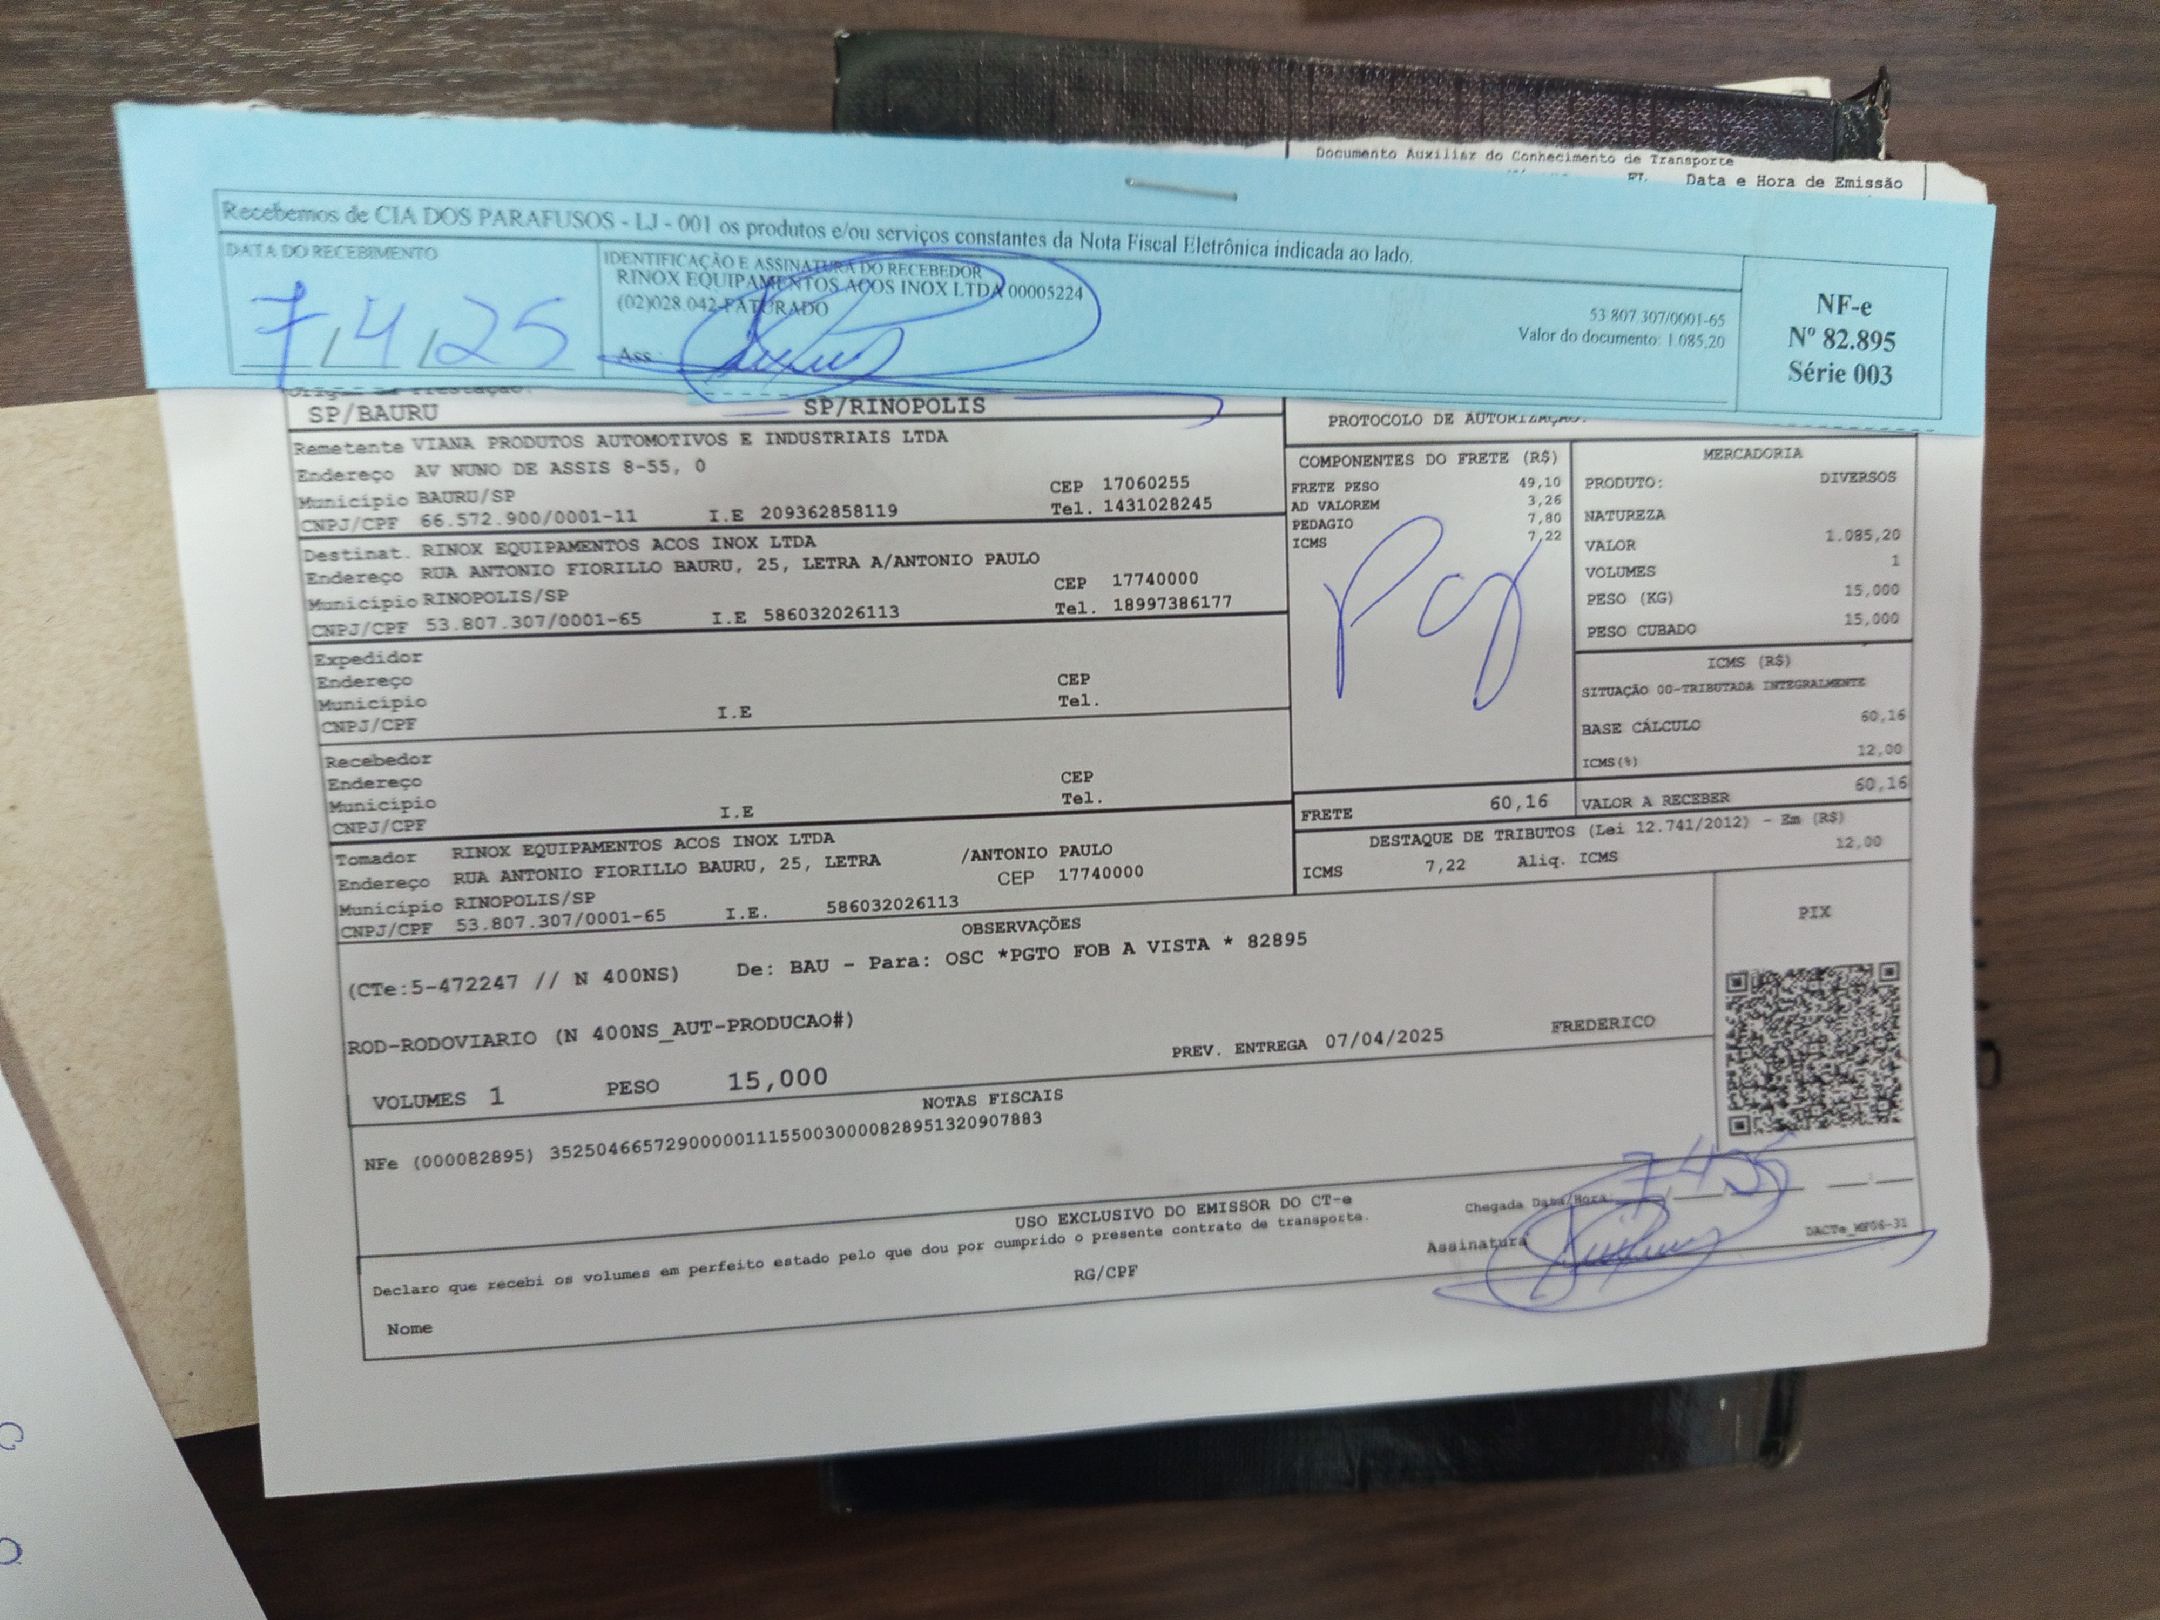 Documento Auxiliar do Conhecimento de Transporte
Data e Hora de Emissão
Recebemos de CIA DOS PARAFUSOS - LJ - 001 os produtos e/ou serviços constantes da Nota Fiscal Eletrônica indicada ao lado.
DATA DO RECEBIMENTO
7/4/25
IDENTIFICAÇÃO E ASSINATURA DO RECEBEDOR
RINOX EQUIPAMENTOS ACOS INOX LTDA 00005224
(02)028.042-FATURADO
Ass
53 807 307/0001-65
Valor do documento: 1.085,20
NF-e
Nº 82.895
Série 003
SP/BAURU SP/RINOPOLIS
Remetente VIANA PRODUTOS AUTOMOTIVOS E INDUSTRIAIS LTDA
Endereço AV NUNO DE ASSIS 8-55, 0
Município BAURU/SP CEP 17060255
CNPJ/CPF 66.572.900/0001-11 I.E 209362858119 Tel. 1431028245
Destinat. RINOX EQUIPAMENTOS ACOS INOX LTDA
Endereço RUA ANTONIO FIORILLO BAURU, 25, LETRA A/ANTONIO PAULO
Município RINOPOLIS/SP CEP 17740000
CNPJ/CPF 53.807.307/0001-65 I.E 586032026113 Tel. 18997386177
Expedidor
Endereço CEP
Município Tel.
CNPJ/CPF I.E
Recebedor
Endereço CEP
Município Tel.
CNPJ/CPF I.E
Tomador RINOX EQUIPAMENTOS ACOS INOX LTDA
Endereço RUA ANTONIO FIORILLO BAURU, 25, LETRA /ANTONIO PAULO
Município RINOPOLIS/SP CEP 17740000
CNPJ/CPF 53.807.307/0001-65 I.E. 586032026113
PROTOCOLO DE AUTORIZAÇÃO:
COMPONENTES DO FRETE (R$)
FRETE PESO 49,10
AD VALOREM 3,26
PEDAGIO 7,80
ICMS 7,22
Pg
FRETE 60,16
MERCADORIA
PRODUTO: DIVERSOS
NATUREZA
VALOR 1.085,20
VOLUMES 1
PESO (KG) 15,000
PESO CUBADO 15,000
ICMS (R$)
SITUAÇÃO 00-TRIBUTADA INTEGRALMENTE
BASE CÁLCULO 60,16
ICMS(%) 12,00
VALOR A RECEBER 60,16
DESTAQUE DE TRIBUTOS (Lei 12.741/2012) - Em (R$)
ICMS 7,22 Aliq. ICMS 12,00
OBSERVAÇÕES
(CTe:5-472247 // N 400NS) De: BAU - Para: OSC *PGTO FOB A VISTA * 82895
ROD-RODOVIARIO (N 400NS_AUT-PRODUCAO#)
PREV. ENTREGA 07/04/2025 FREDERICO
VOLUMES 1 PESO 15,000
PIX
NOTAS FISCAIS
NFe (000082895) 35250466572900000111550030000828951320907883
USO EXCLUSIVO DO EMISSOR DO CT-e
Declaro que recebi os volumes em perfeito estado pelo que dou por cumprido o presente contrato de transporte.
Chegada Data/Hora: 7 4 25
Assinatura
DACTe_MF06-31
RG/CPF
Nome